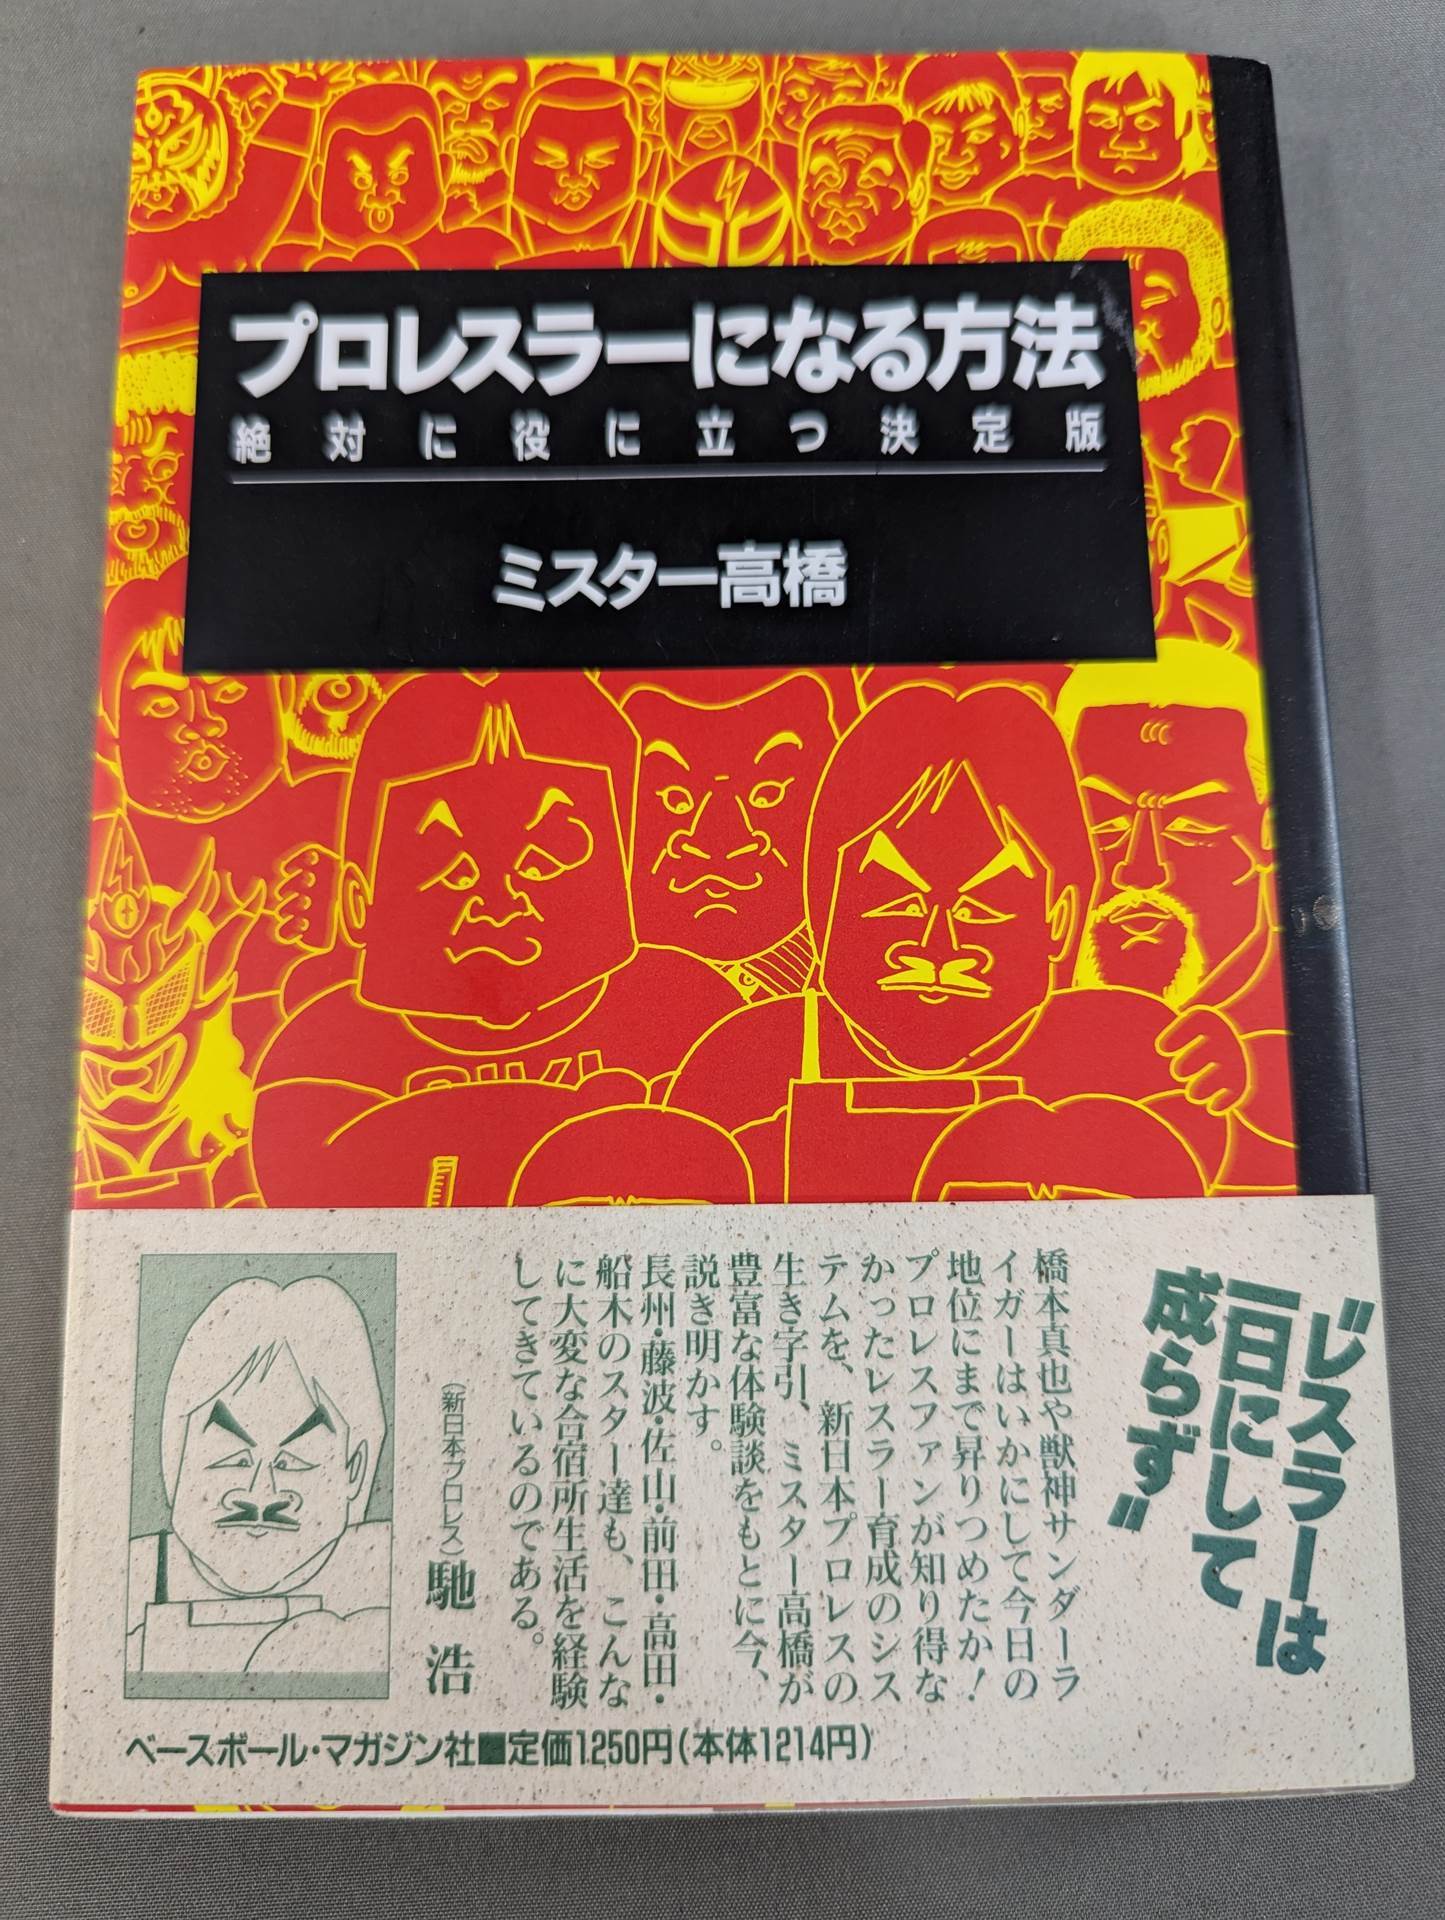 プロレスラーになる方法
絶対に役に立つ決定版
ミスター高橋
"レスラーは
一日にして
成らず"
橋本真也や獣神サンダーラ
イガーはいかにして今日の
地位にまで昇りつめたか!
プロレスファンが知り得な
かったレスラー育成のシス
テムを、新日本プロレスの
生き字引、ミスター高橋が
豊富な体験談をもとに今、
説き明かす。
長州・藤波・佐山・前田・高田・
船木のスター達も、こんな
に大変な合宿所生活を経験
してきているのである。
(新日本プロレス)馳 浩
ベースボール・マガジン社■定価1250円(本体1214円)